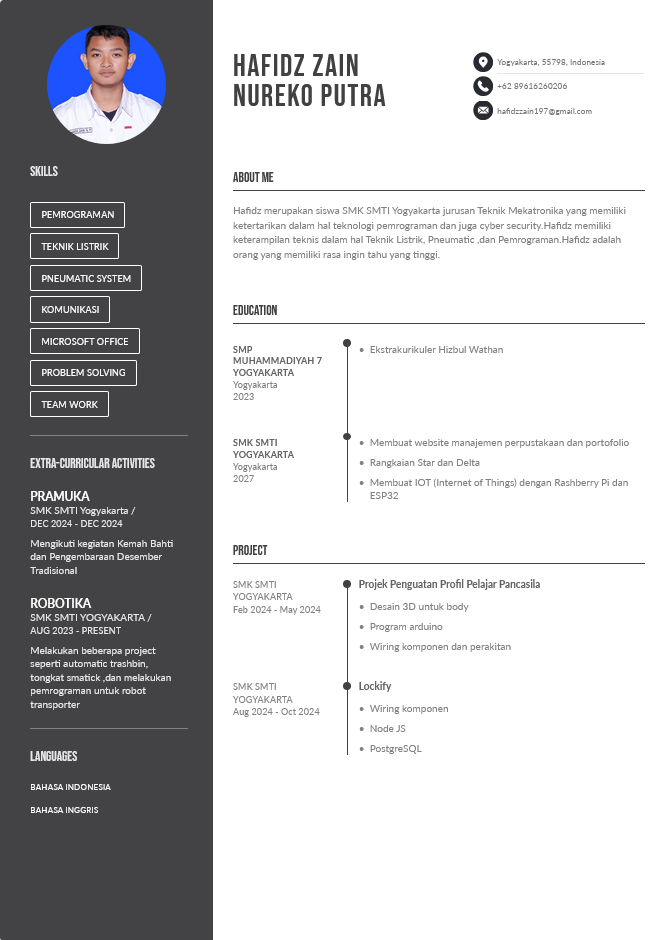 HAFIDZ ZAIN
NUREKO PUTRA
Yogyakarta, 55798, Indonesia
+62 89616260206
hafidzzain197@gmail.com
SKILLS
PEMROGRAMAN
TEKNIK LISTRIK
PNEUMATIC SYSTEM
KOMUNIKASI
MICROSOFT OFFICE
PROBLEM SOLVING
TEAM WORK
EXTRA-CURRICULAR ACTIVITIES
PRAMUKA
SMK SMTI Yogyakarta /
DEC 2024 - DEC 2024
Mengikuti kegiatan Kemah Bahti
dan Pengembaraan Desember
Tradisional
ROBOTIKA
SMK SMTI YOGYAKARTA /
AUG 2023 - PRESENT
Melakukan beberapa project
seperti automatic trashbin,
tongkat smatick ,dan melakukan
pemrograman untuk robot
transporter
LANGUAGES
BAHASA INDONESIA
BAHASA INGGRIS
ABOUT ME
Hafidz merupakan siswa SMK SMTI Yogyakarta jurusan Teknik Mekatronika yang memiliki
ketertarikan dalam hal teknologi pemrograman dan juga cyber security.Hafidz memiliki
keterampilan teknis dalam hal Teknik Listrik, Pneumatic ,dan Pemrograman.Hafidz adalah
orang yang memiliki rasa ingin tahu yang tinggi.
EDUCATION
SMP
MUHAMMADIYAH 7
YOGYAKARTA
Yogyakarta
2023
• Ekstrakurikuler Hizbul Wathan
SMK SMTI
YOGYAKARTA
Yogyakarta
2027
• Membuat website manajemen perpustakaan dan portofolio
• Rangkaian Star dan Delta
• Membuat IOT (Internet of Things) dengan Rashberry Pi dan
ESP32
PROJECT
SMK SMTI
YOGYAKARTA
Feb 2024 - May 2024
Projek Penguatan Profil Pelajar Pancasila
• Desain 3D untuk body
• Program arduino
• Wiring komponen dan perakitan
SMK SMTI
YOGYAKARTA
Aug 2024 - Oct 2024
Lockify
• Wiring komponen
• Node JS
• PostgreSQL